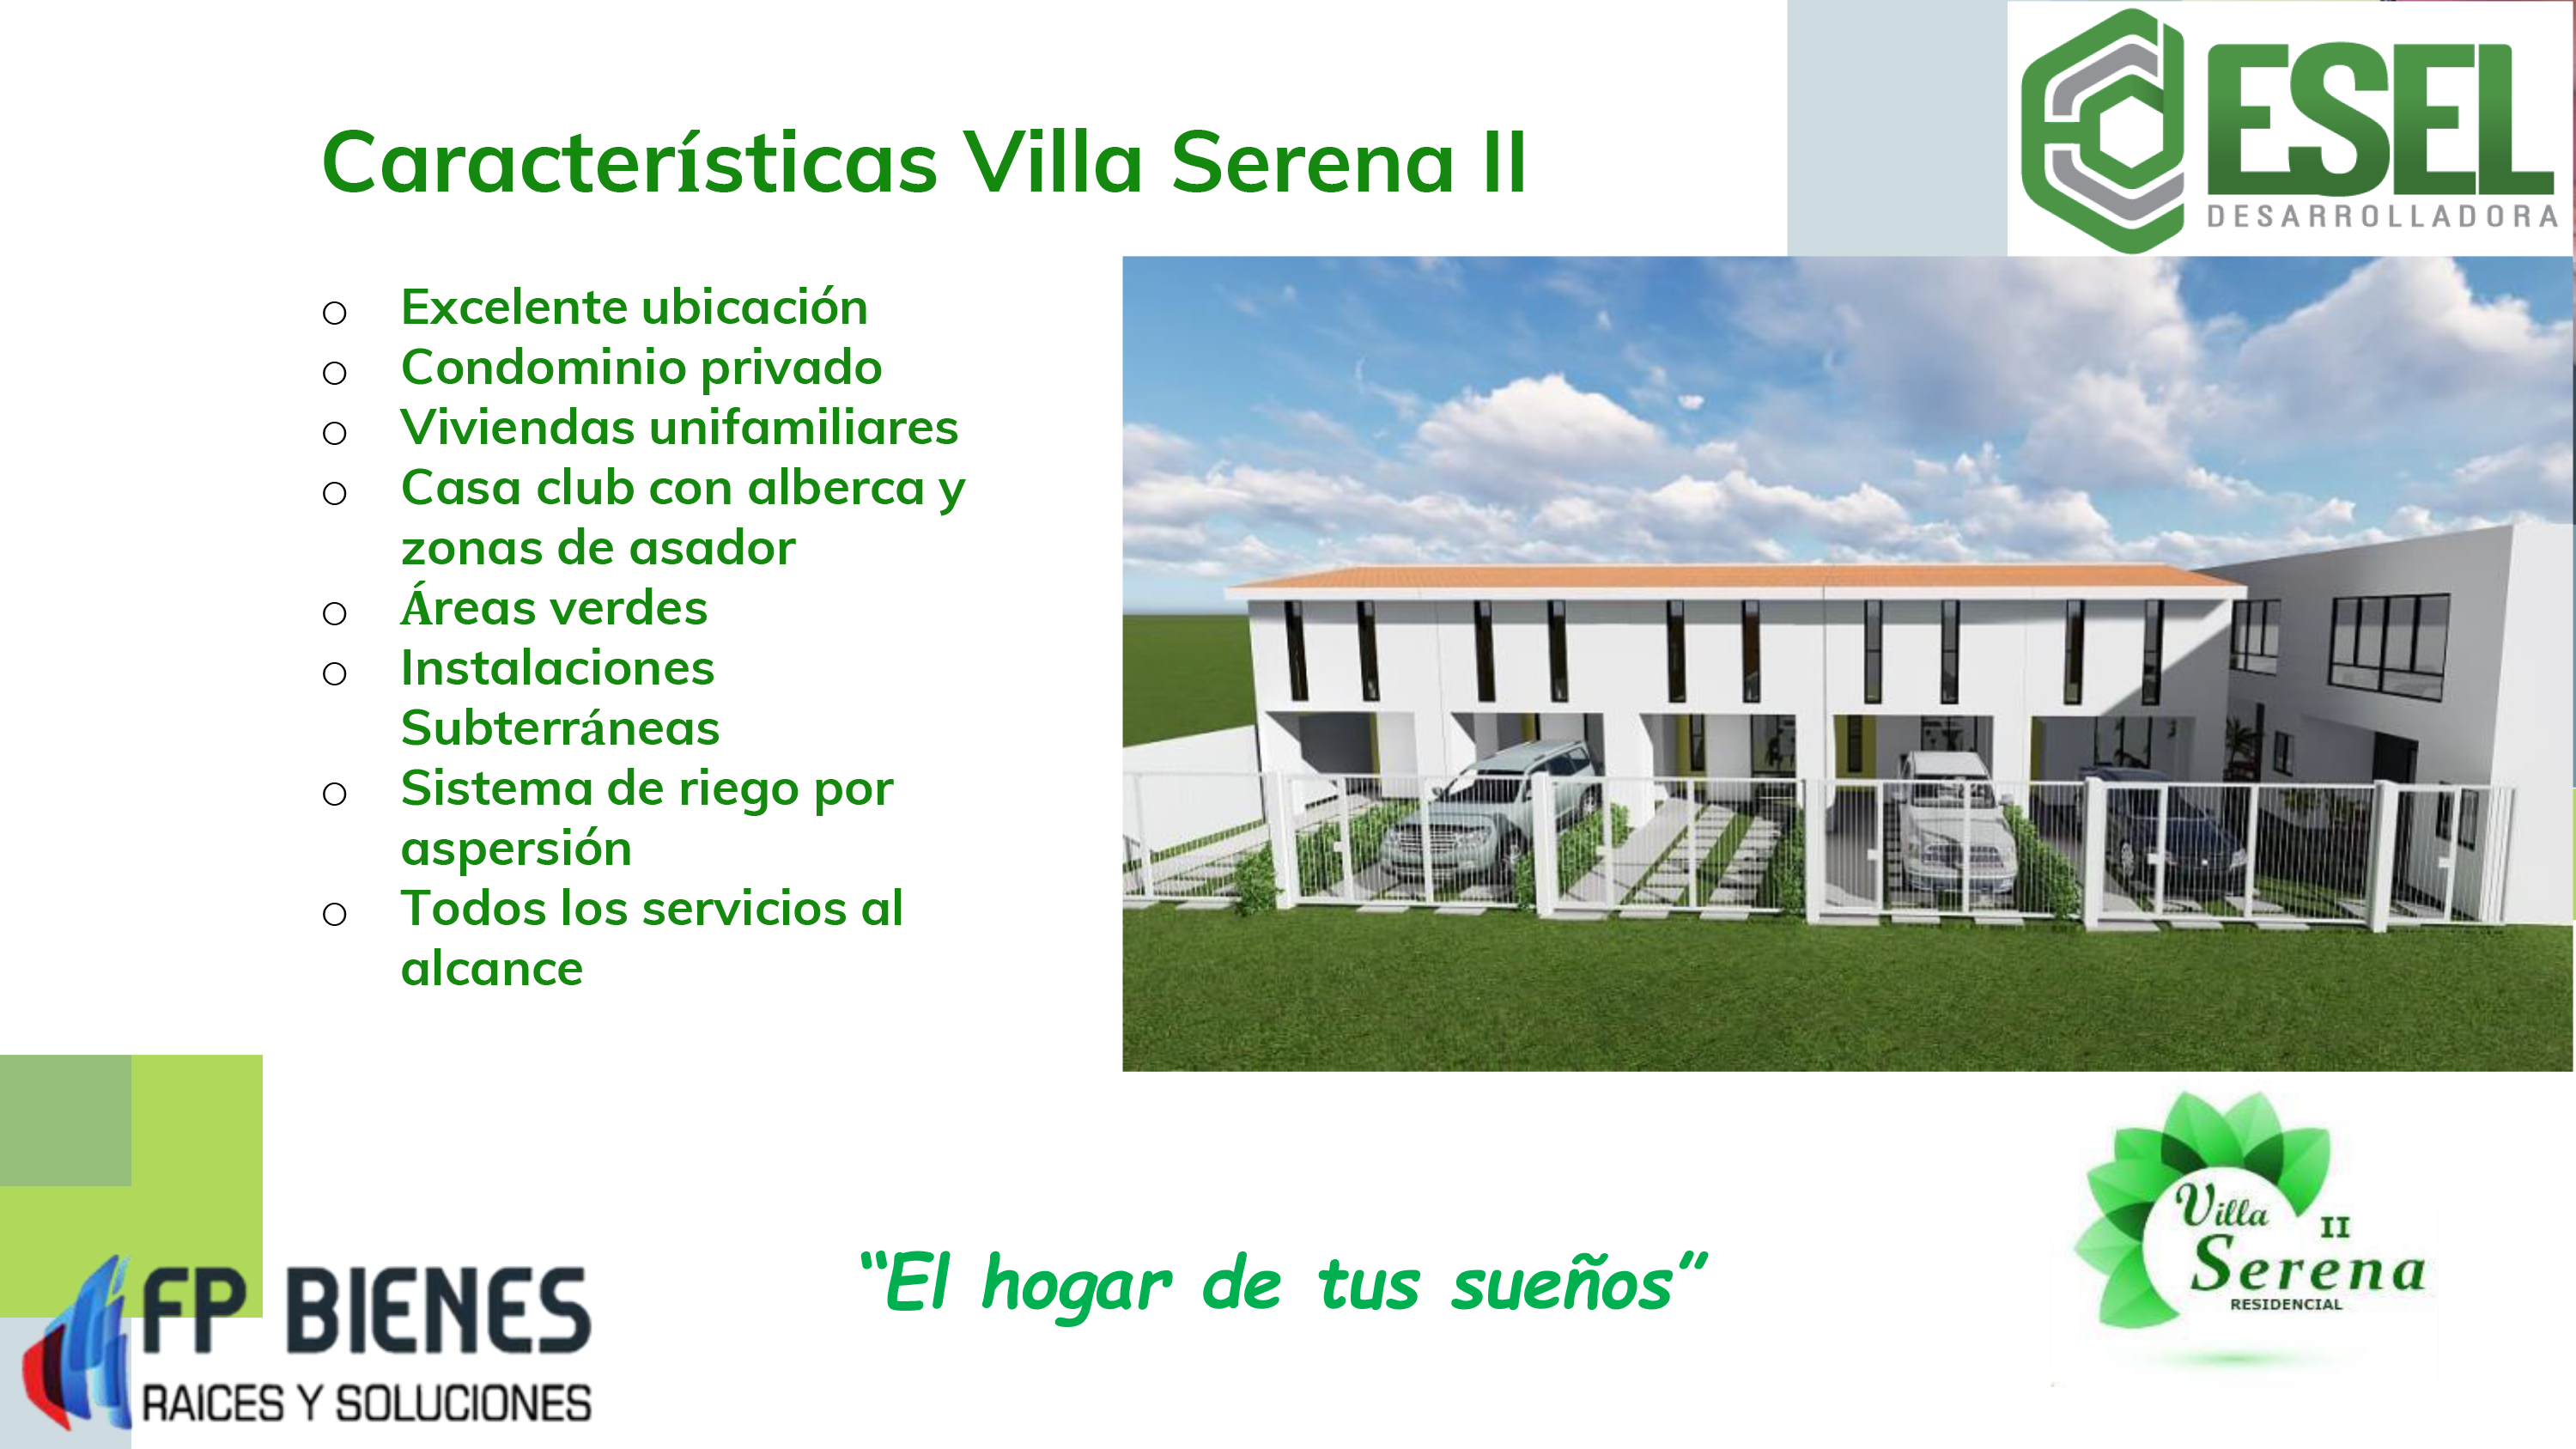 ESEL
DESARROLLADORA
Características Villa Serena II
o Excelente ubicación
o Condominio privado
o Viviendas unifamiliares
o Casa club con alberca y
zonas de asador
o Áreas verdes
o Instalaciones
Subterráneas
o Sistema de riego por
aspersión
o Todos los servicios al
alcance
Villa II
Serena
RESIDENCIAL
“El hogar de tus sueños”
FP BIENES
RAICES Y SOLUCIONES